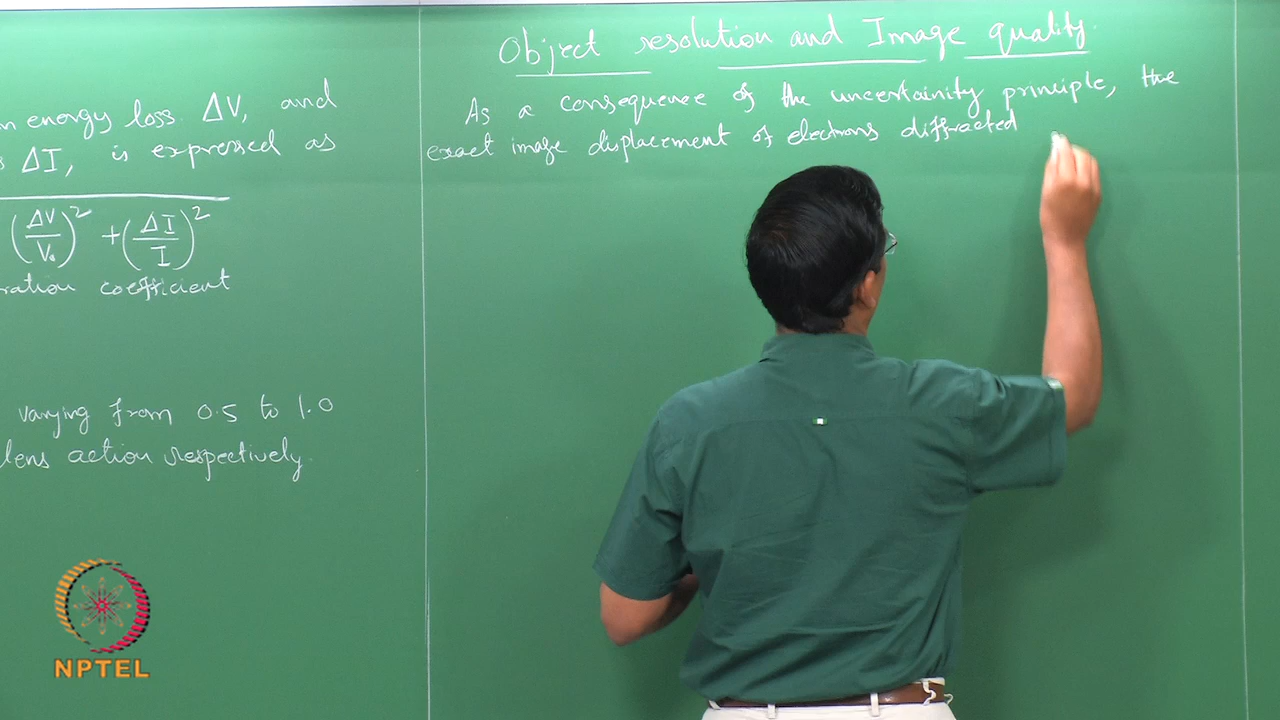 n energy loss ΔV, and
s ΔI, is expressed as
(ΔV/V₀)² + (ΔI/I)²
ration coefficient
varying from 0.5 to 1.0
lens action respectively
Object resolution and Image quality.
As a consequence of the uncertainity principle, the
exact image displacement of electrons diffracted
NPTEL